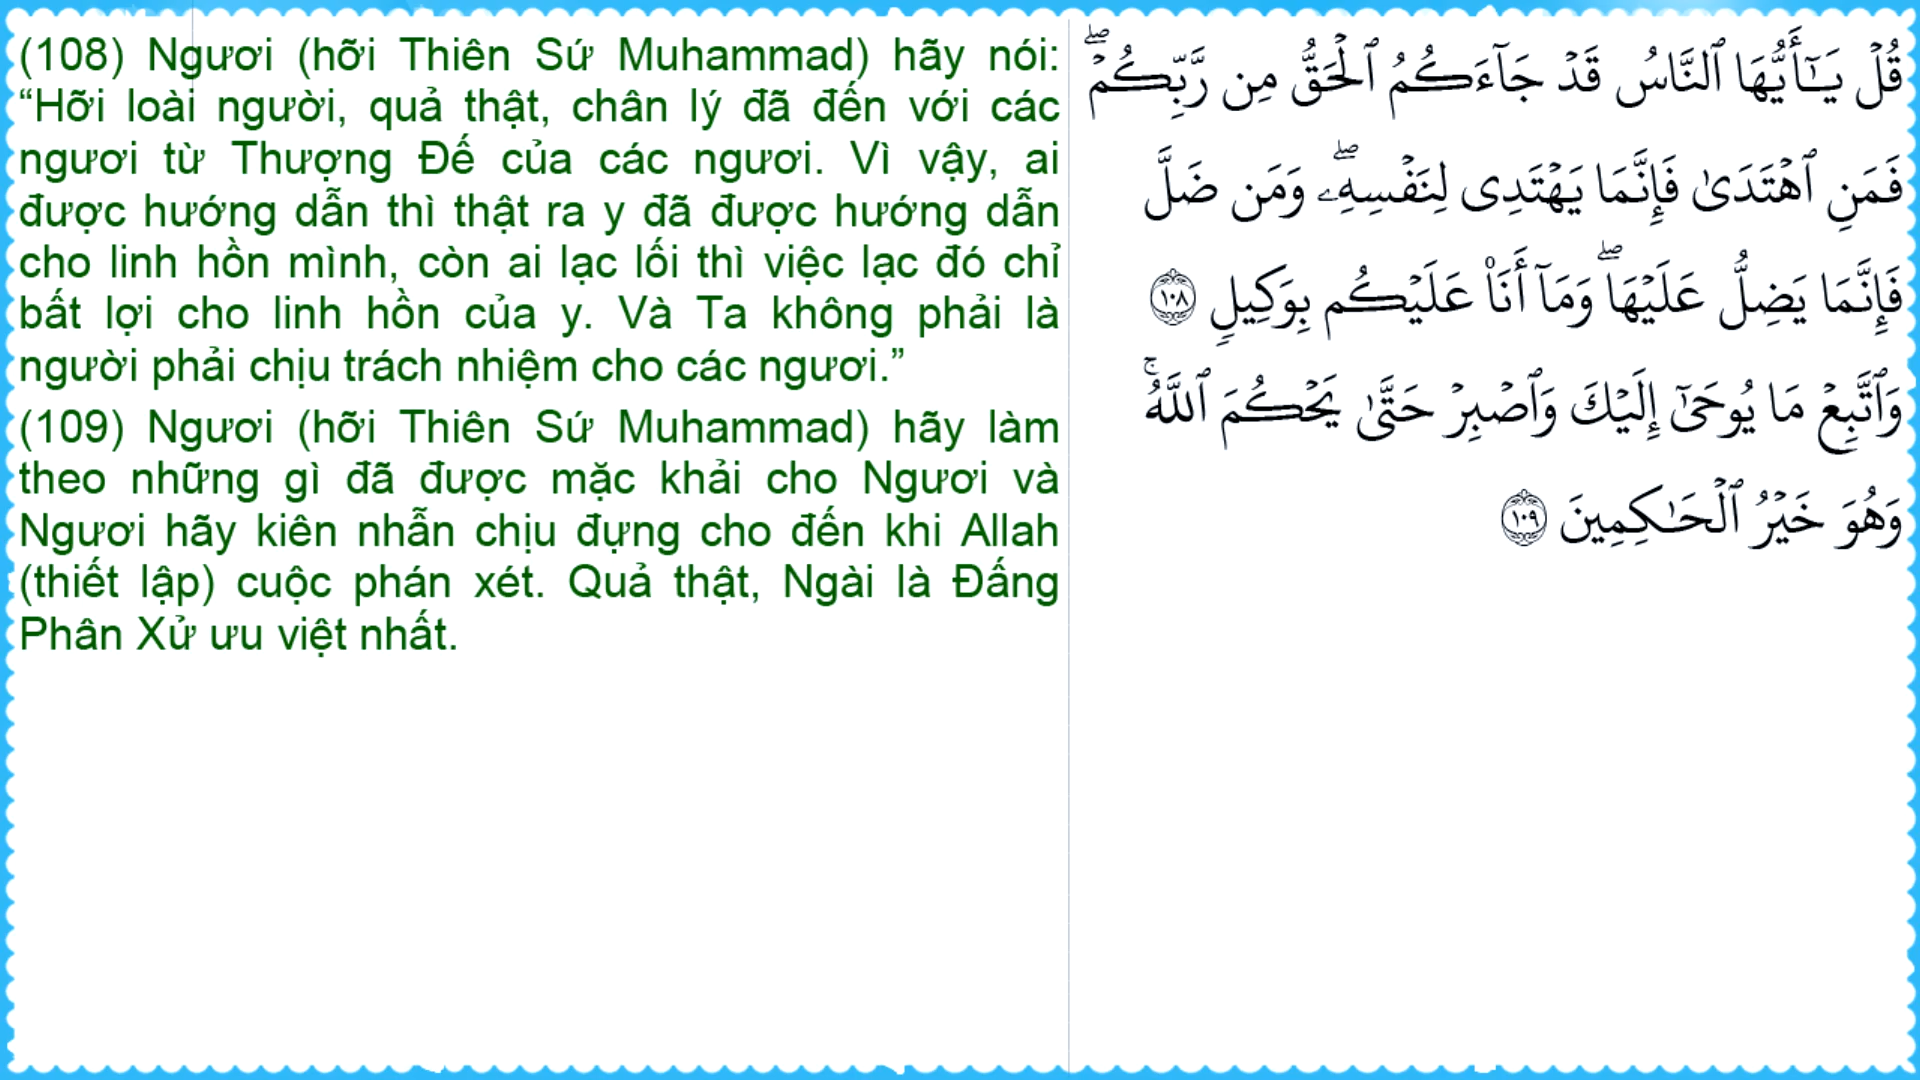 (108) Ngươi (hỡi Thiên Sứ Muhammad) hãy nói:
“Hỡi loài người, quả thật, chân lý đã đến với các
ngươi từ Thượng Đế của các ngươi. Vì vậy, ai
được hướng dẫn thì thật ra y đã được hướng dẫn
cho linh hồn mình, còn ai lạc lối thì việc lạc đó chỉ
bất lợi cho linh hồn của y. Và Ta không phải là
người phải chịu trách nhiệm cho các ngươi.”
(109) Ngươi (hỡi Thiên Sứ Muhammad) hãy làm
theo những gì đã được mặc khải cho Ngươi và
Ngươi hãy kiên nhẫn chịu đựng cho đến khi Allah
(thiết lập) cuộc phán xét. Quả thật, Ngài là Đấng
Phân Xử ưu việt nhất.
قُلۡ يَـٰٓأَيُّهَا ٱلنَّاسُ قَدۡ جَآءَكُمُ ٱلۡحَقُّ مِن رَّبِّكُمۡۖ
فَمَنِ ٱهۡتَدَىٰ فَإِنَّمَا يَهۡتَدِى لِنَفۡسِهِۦۖ وَمَن ضَلَّ
فَإِنَّمَا يَضِلُّ عَلَيۡهَاۖ وَمَآ أَنَا۠ عَلَيۡكُم بِوَكِيلٍ ١٠٨
وَٱتَّبِعۡ مَا يُوحَىٰٓ إِلَيۡكَ وَٱصۡبِرۡ حَتَّىٰ يَحۡكُمَ ٱللَّهُۚ
وَهُوَ خَيۡرُ ٱلۡحَـٰكِمِينَ ١٠٩